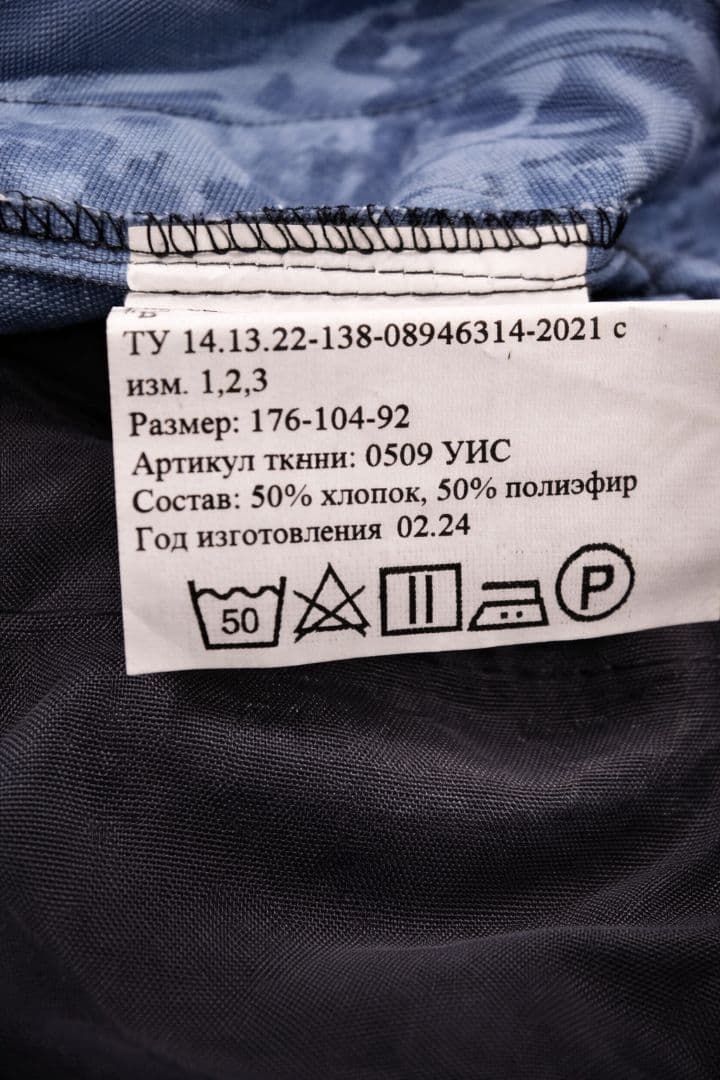 ТУ 14.13.22-138-08946314-2021 с
изм. 1,2,3
Размер: 176-104-92
Артикул ткнни: 0509 УИС
Состав: 50% хлопок, 50% полиэфир
Год изготовления 02.24
50 P